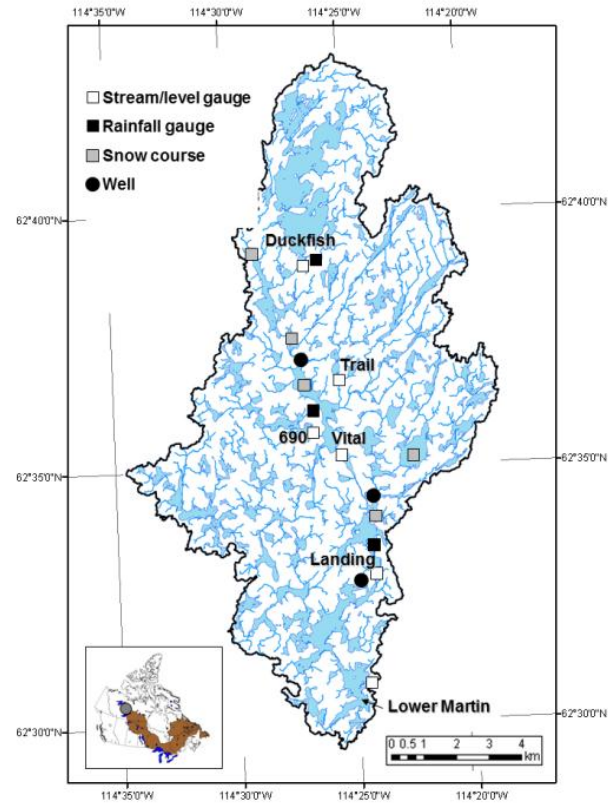 114°35'0"W 114°25'0"W 114°20'0"W
Stream/level gauge
Rainfall gauge
Snow course
Well
62°40'0"N 62°40'0"N
Duckfish
Trail
690 Vital
62°35'0"N 62°35'0"N
Landing
Lower Martin
62°30'0"N 62°30'0"N
0 0.5 1 2 3 4
km
114°35'0"W 114°30'0"W 114°25'0"W 114°20'0"W